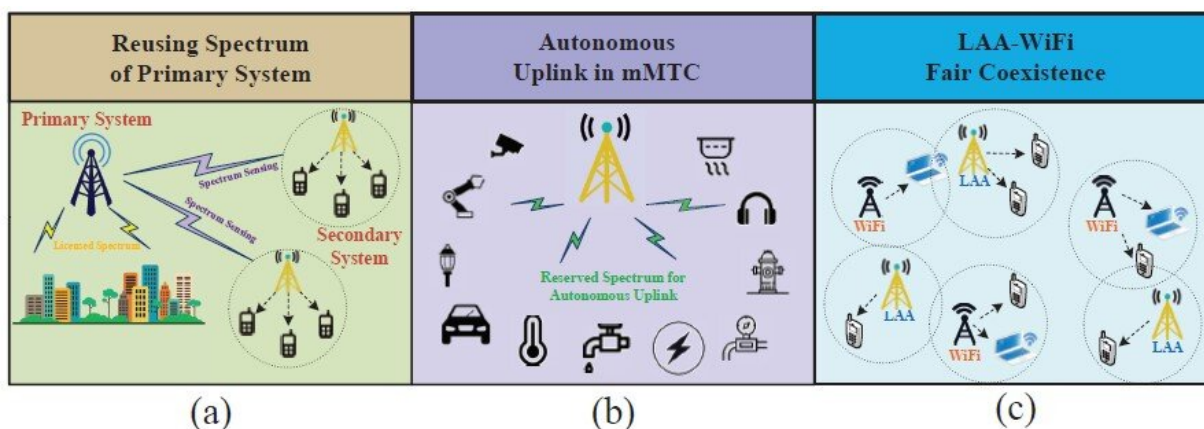 Reusing Spectrum
of Primary System
Autonomous
Uplink in mMTC
LAA-WiFi
Fair Coexistence
Primary System
Spectrum Sensing
Spectrum Sensing
Licensed Spectrum
Secondary
System
Reserved Spectrum for
Autonomous Uplink
WiFi
LAA
WiFi
LAA
WiFi
LAA
(a)
(b)
(c)